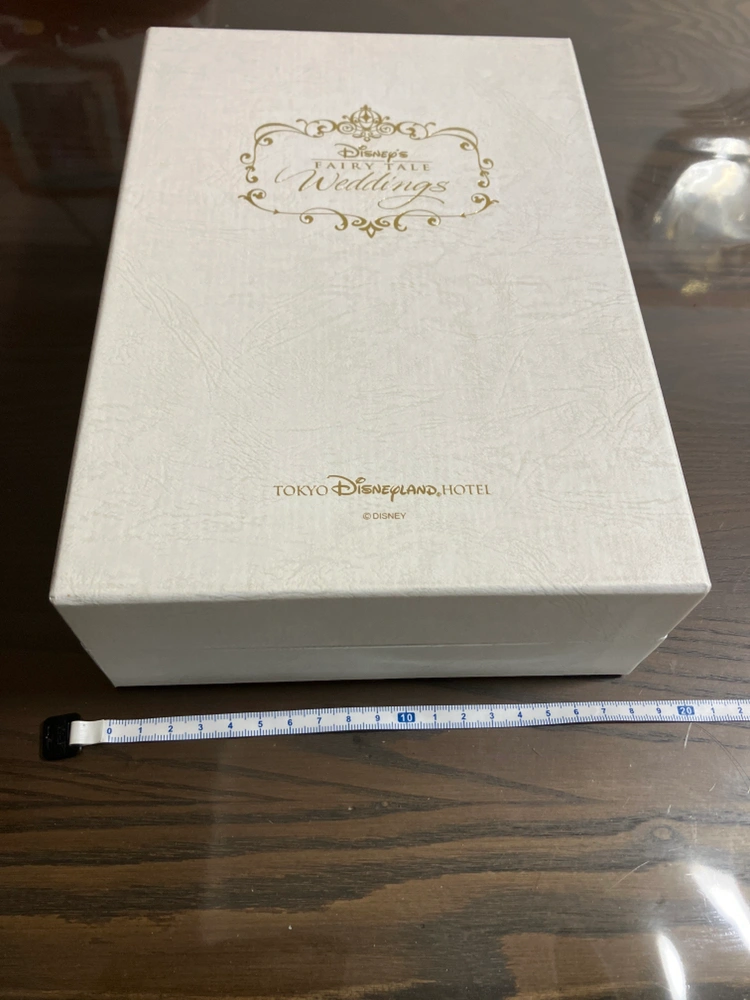 Disney's
FAIRY TALE
Weddings
TOKYO DISNEYLAND® HOTEL
©DISNEY
0 1 2 3 4 5 6 7 8 9 10 1 2 3 4 5 6 7 8 9 20 1 2